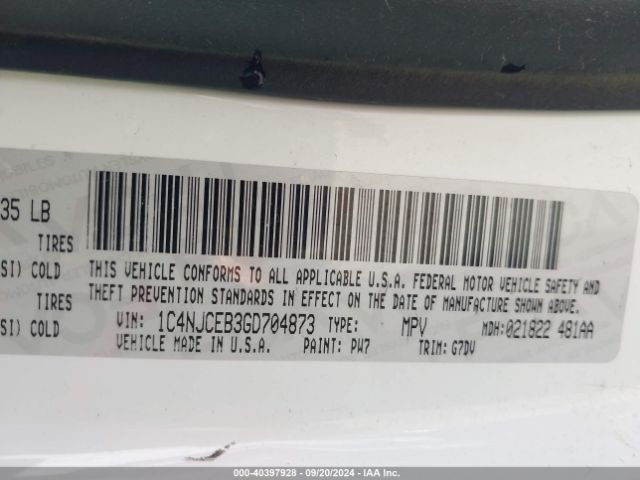 35 LB
TIRES
SI) COLD
TIRES
SI) COLD
THIS VEHICLE CONFORMS TO ALL APPLICABLE U.S.A. FEDERAL MOTOR VEHICLE SAFETY AND
THEFT PREVENTION STANDARDS IN EFFECT ON THE DATE OF MANUFACTURE SHOWN ABOVE.
VIN: 1C4NJCEB3GD704873 TYPE: MPV MDH:021822 481AA
VEHICLE MADE IN U.S.A. PAINT: PW7 TRIM: G7DV
000-40397928 - 09/20/2024 - IAA Inc.